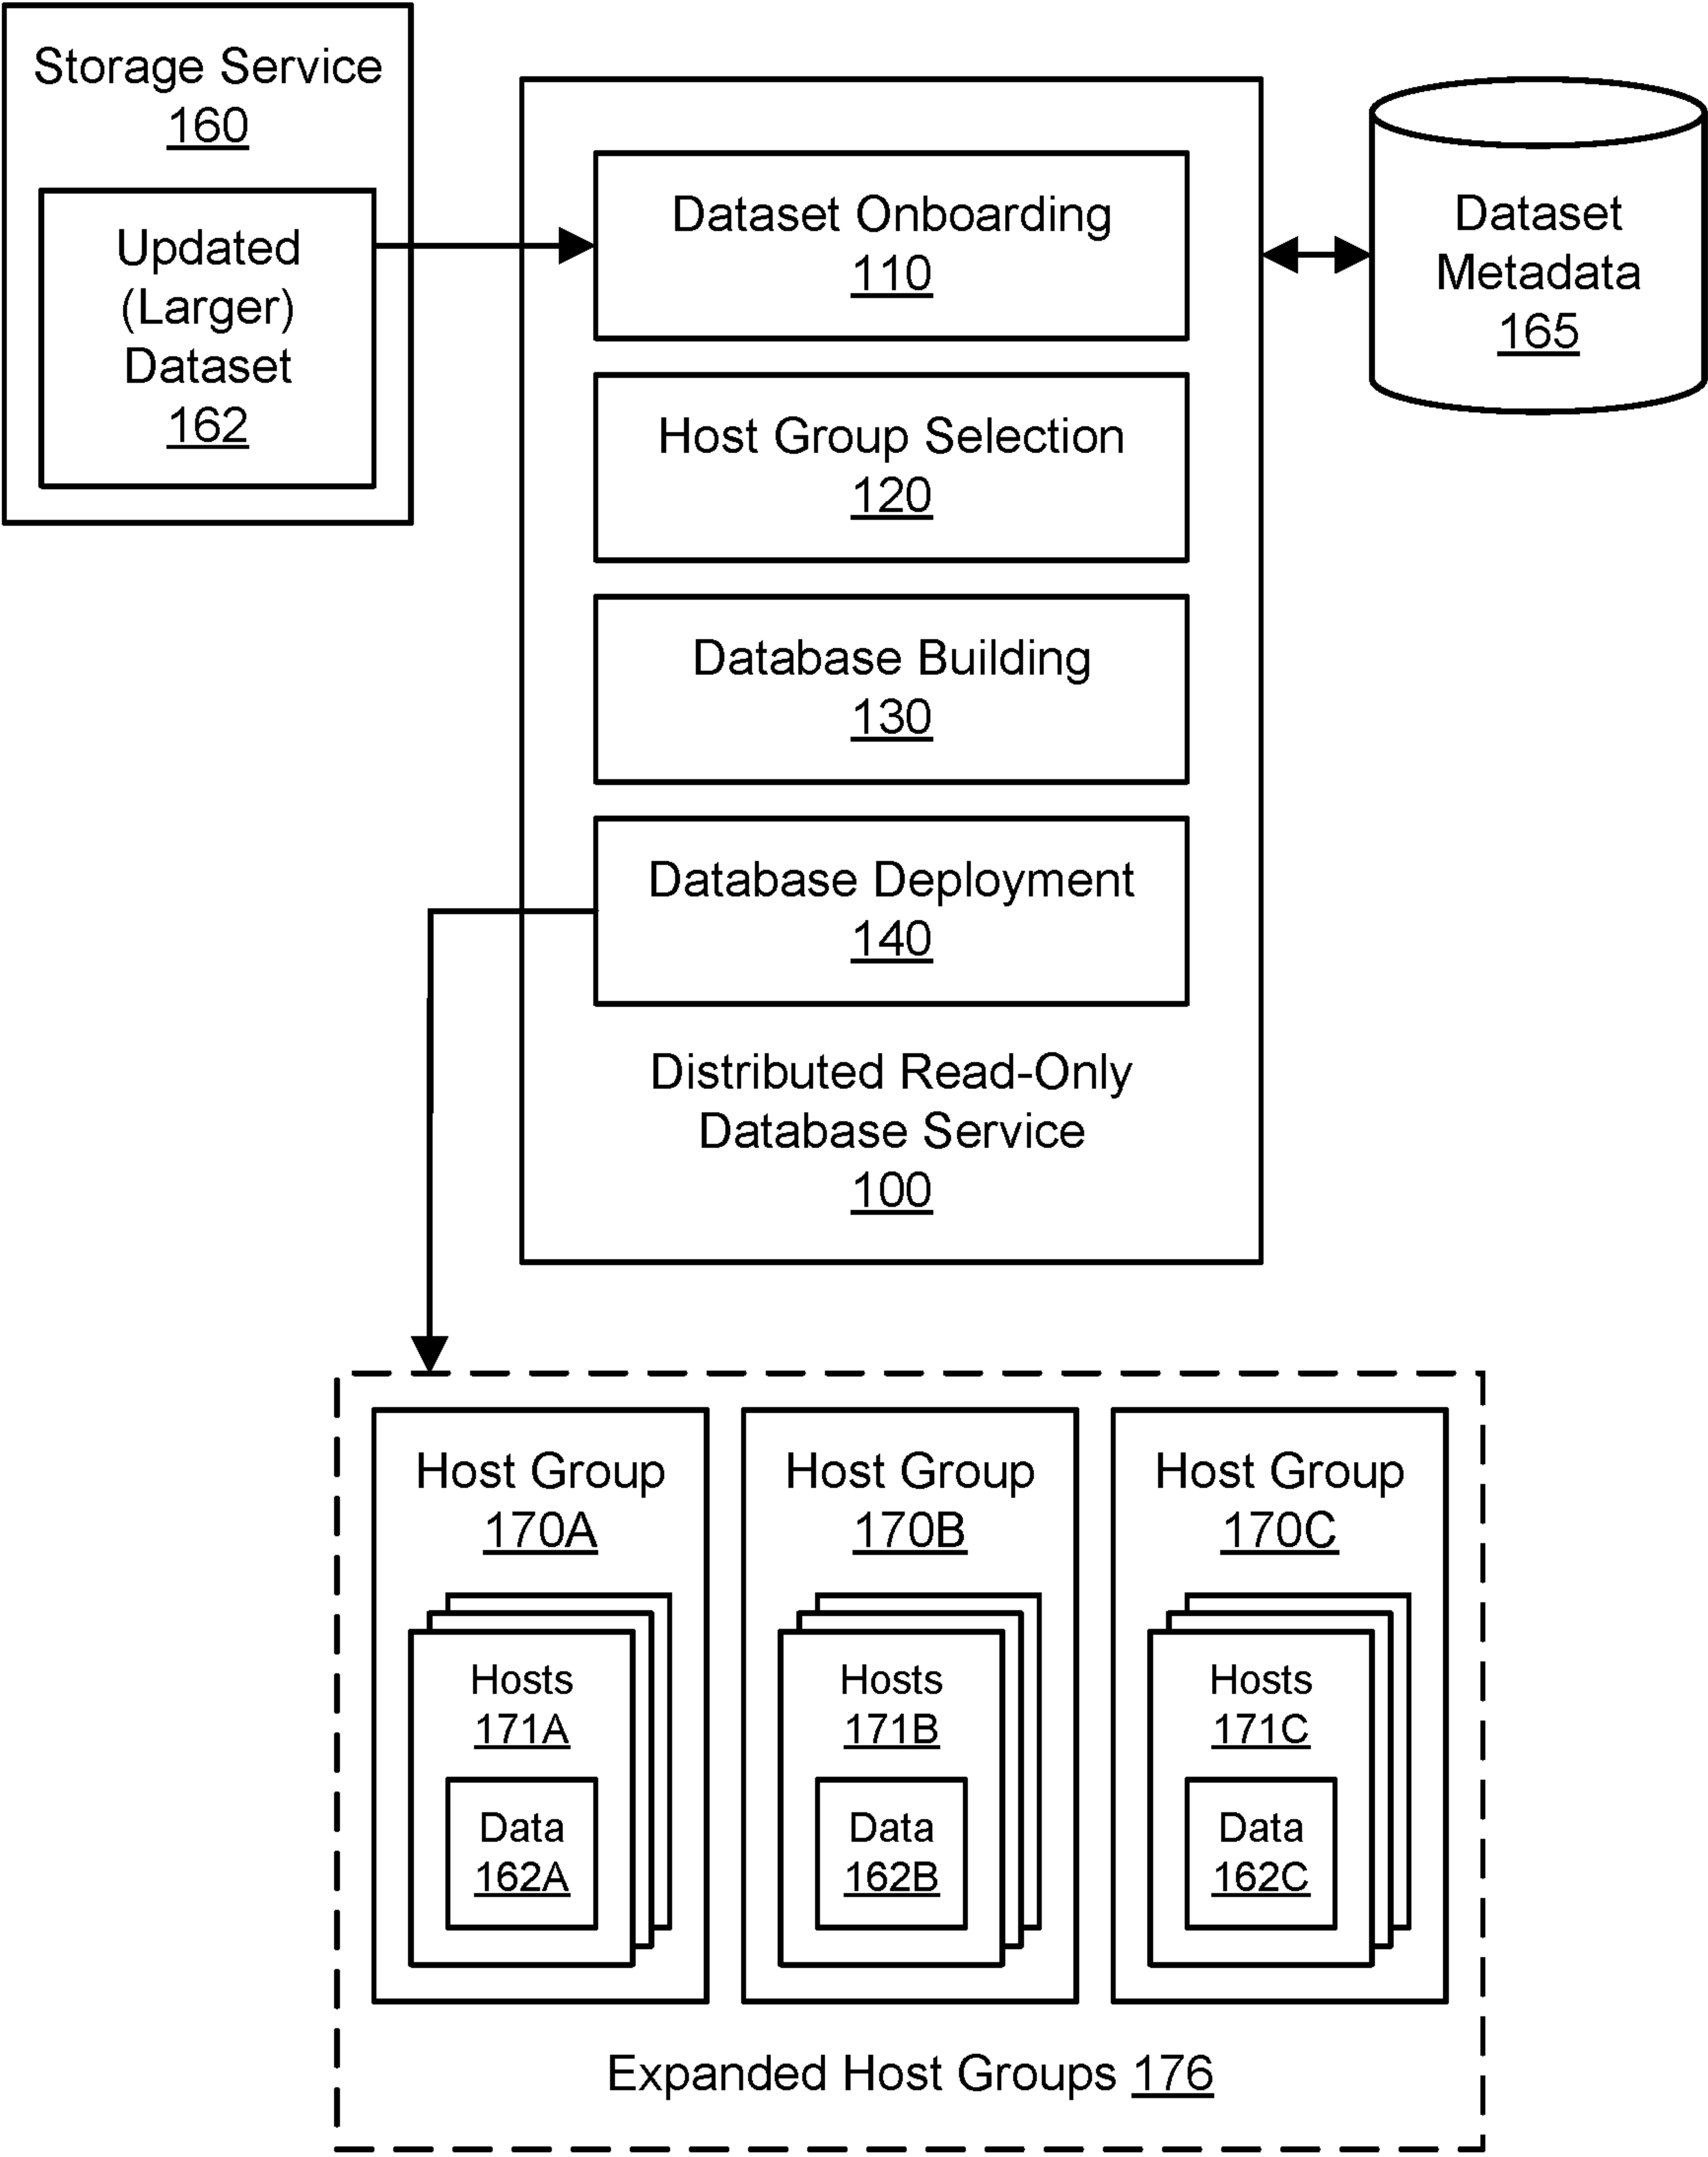 Storage Service
160
Updated
(Larger)
Dataset
162
Dataset Onboarding
110
Host Group Selection
120
Database Building
130
Database Deployment
140
Distributed Read-Only
Database Service
100
Dataset
Metadata
165
Host Group
170A
Hosts
171A
Data
162A
Host Group
170B
Hosts
171B
Data
162B
Host Group
170C
Hosts
171C
Data
162C
Expanded Host Groups 176